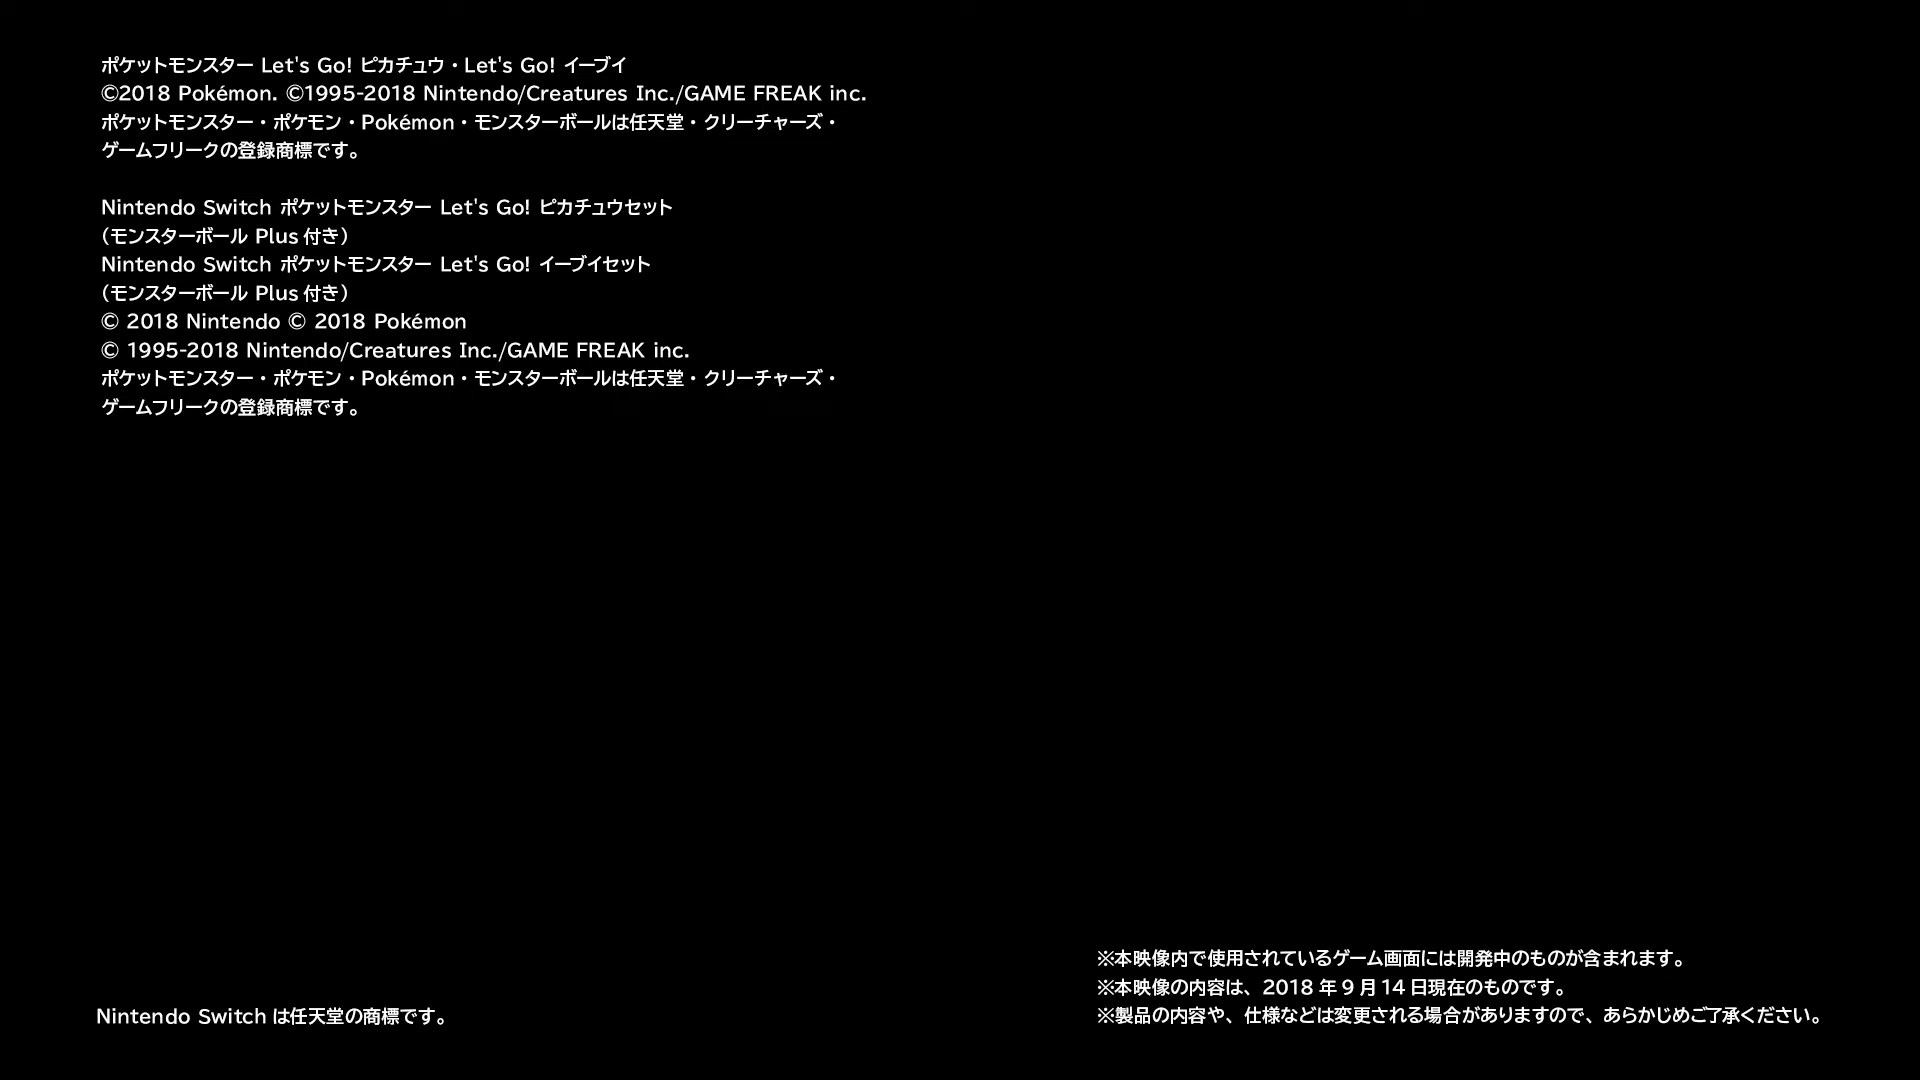 ポケットモンスター Let's Go! ピカチュウ・Let's Go! イーブイ
©2018 Pokémon. ©1995-2018 Nintendo/Creatures Inc./GAME FREAK inc.
ポケットモンスター・ポケモン・Pokémon・モンスターボールは任天堂・クリーチャーズ・
ゲームフリークの登録商標です。
Nintendo Switch ポケットモンスター Let's Go! ピカチュウセット
（モンスターボール Plus 付き）
Nintendo Switch ポケットモンスター Let's Go! イーブイセット
（モンスターボール Plus 付き）
© 2018 Nintendo © 2018 Pokémon
© 1995-2018 Nintendo/Creatures Inc./GAME FREAK inc.
ポケットモンスター・ポケモン・Pokémon・モンスターボールは任天堂・クリーチャーズ・
ゲームフリークの登録商標です。
Nintendo Switch は任天堂の商標です。
※本映像内で使用されているゲーム画面には開発中のものが含まれます。
※本映像の内容は、2018 年 9 月 14 日現在のものです。
※製品の内容や、仕様などは変更される場合がありますので、あらかじめご了承ください。